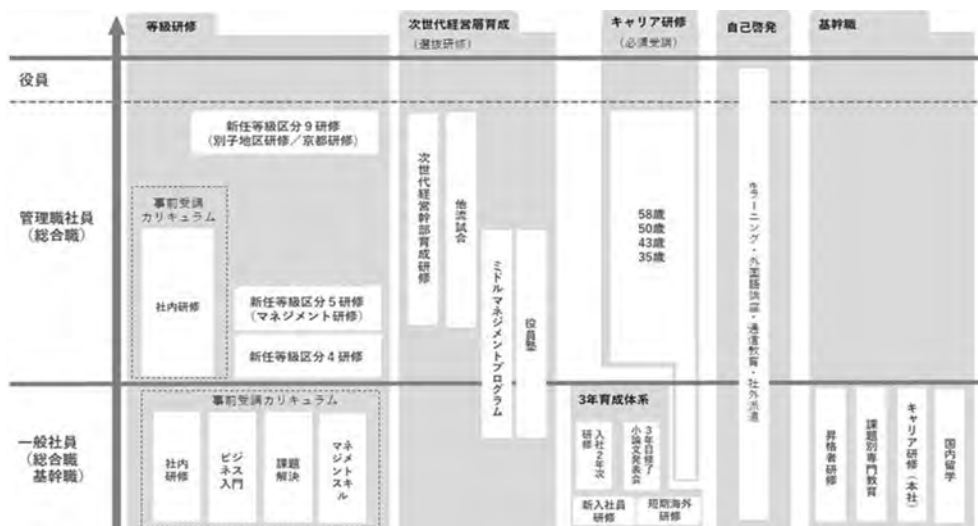 等級研修
次世代経営層育成
（選抜研修）
キャリア研修
（必須受講）
自己啓発
基幹職
役員
管理職社員
（総合職）
一般社員
（総合職
基幹職）
新任等級区分９研修
（別子地区研修／京都研修）
事前受講
カリキュラム
社内研修
新任等級区分５研修
（マネジメント研修）
新任等級区分４研修
次世代経営幹部育成研修
他流試合
ミドルマネジメントプログラム
役員塾
58歳
50歳
43歳
35歳
eラーニング・外国語講座・通信教育・社外派遣
事前受講カリキュラム
社内
研修
ビジ
ネス
入門
課題
解決
マネジ
メント
スキル
3年育成体系
入社２年次
研修
３年目修了
小論文発表会
新入社員
研修
短期海外
研修
昇格者研修
課題別専門教育
キャリア研修（本社）
国内留学